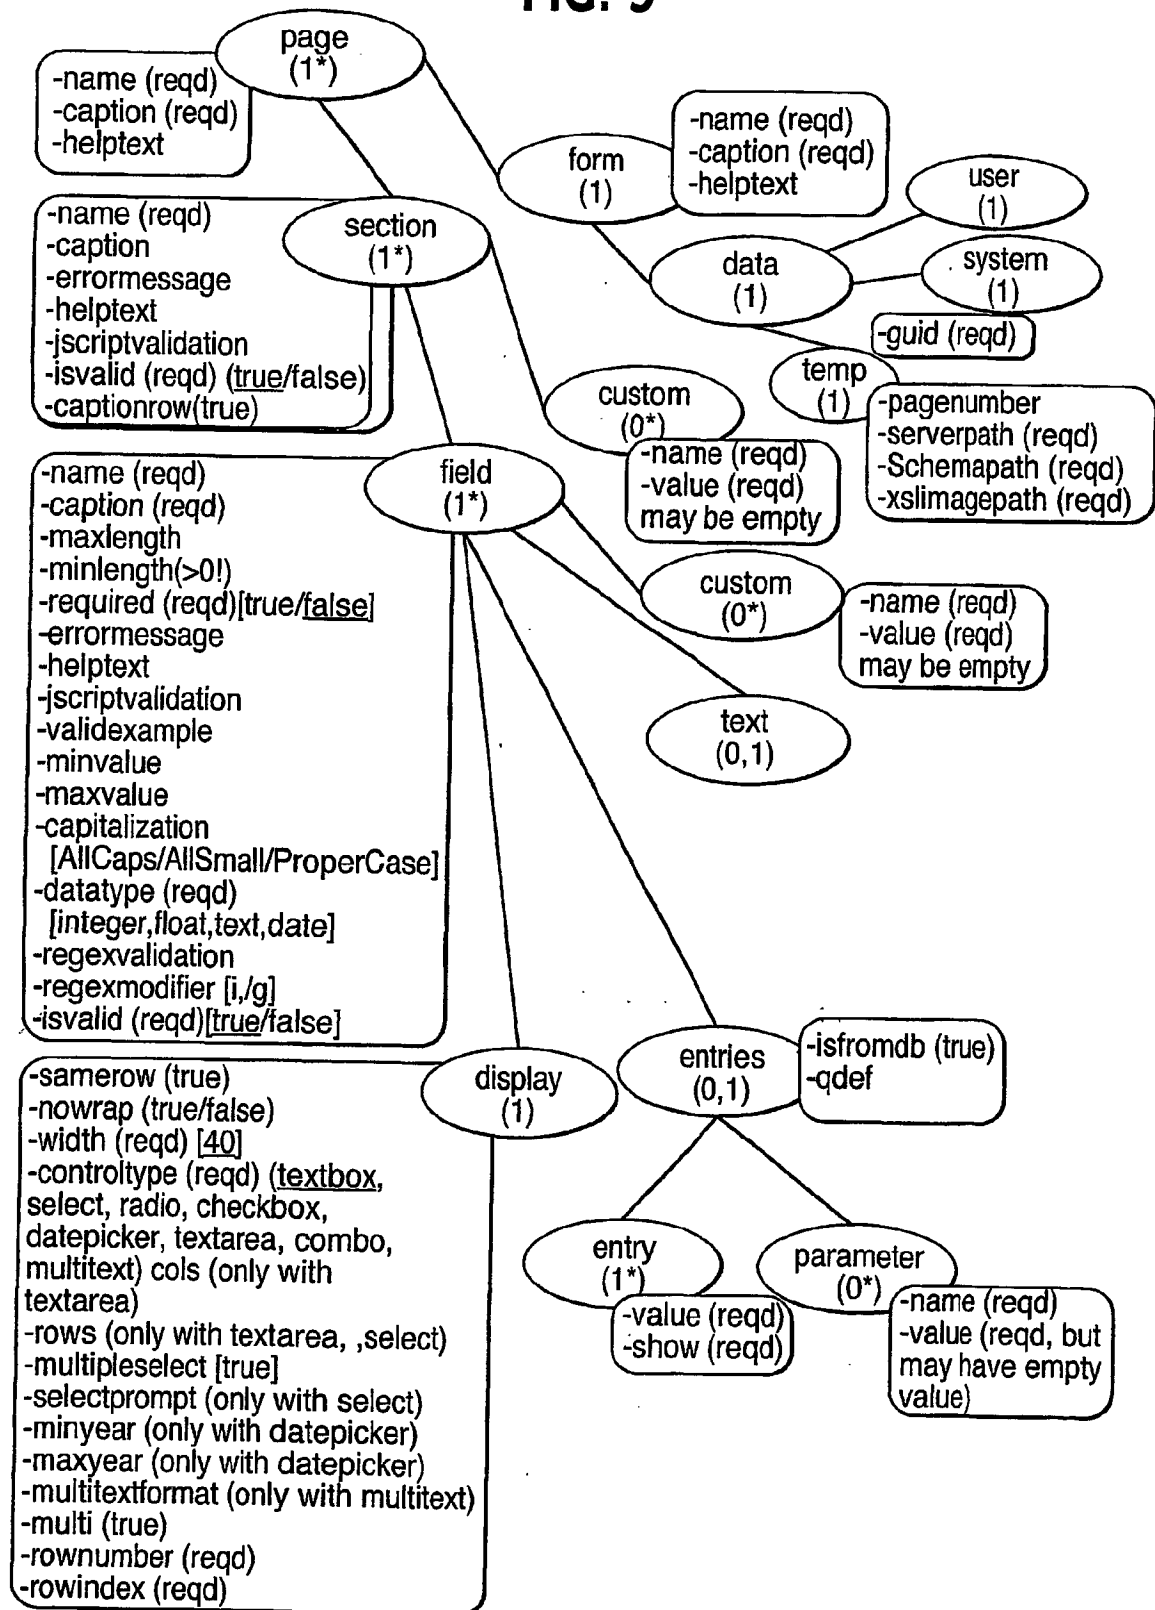 FIG. 9
page
(1*)
-name (reqd)
-caption (reqd)
-helptext
form
(1)
-name (reqd)
-caption (reqd)
-helptext
user
(1)
data
(1)
system
(1)
-guid (reqd)
temp
(1)
-pagenumber
-serverpath (reqd)
-Schemapath (reqd)
-xslimagepath (reqd)
section
(1*)
-name (reqd)
-caption
-errormessage
-helptext
-jscriptvalidation
-isvalid (reqd) (true/false)
-captionrow(true)
custom
(0*)
-name (reqd)
-value (reqd)
may be empty
field
(1*)
-name (reqd)
-caption (reqd)
-maxlength
-minlength(>0!)
-required (reqd)[true/false]
-errormessage
-helptext
-jscriptvalidation
-validexample
-minvalue
-maxvalue
-capitalization
[AllCaps/AllSmall/ProperCase]
-datatype (reqd)
[integer,float,text,date]
-regexvalidation
-regexmodifier [i,/g]
-isvalid (reqd)[true/false]
custom
(0*)
-name (reqd)
-value (reqd)
may be empty
text
(0,1)
display
(1)
-samerow (true)
-nowrap (true/false)
-width (reqd) [40]
-controltype (reqd) (textbox,
select, radio, checkbox,
datepicker, textarea, combo,
multitext) cols (only with
textarea)
-rows (only with textarea, ,select)
-multipleselect [true]
-selectprompt (only with select)
-minyear (only with datepicker)
-maxyear (only with datepicker)
-multitextformat (only with multitext)
-multi (true)
-rownumber (reqd)
-rowindex (reqd)
entries
(0,1)
-isfromdb (true)
-qdef
entry
(1*)
-value (reqd)
-show (reqd)
parameter
(0*)
-name (reqd)
-value (reqd, but
may have empty
value)